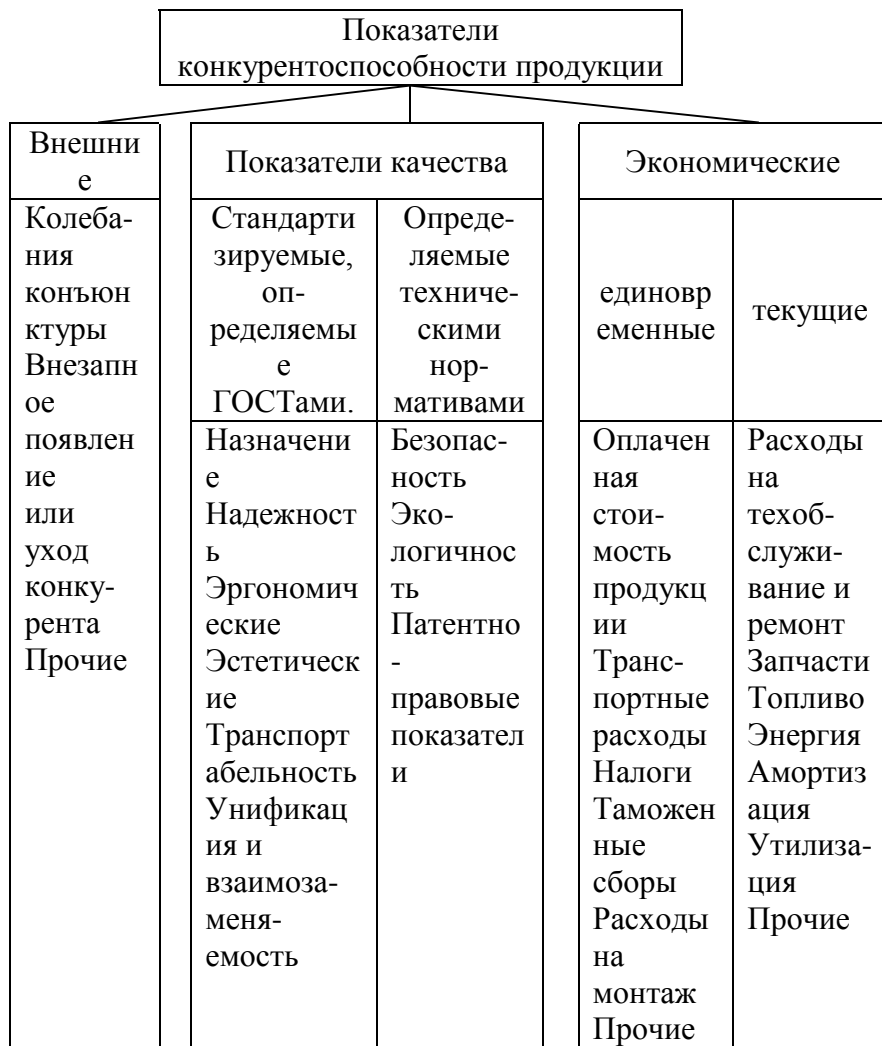 Показатели
конкурентоспособности продукции
Внешни
е
Колеба-
ния
конъюн
ктуры
Внезапн
ое
появлен
ие
или
уход
конку-
рента
Прочие
Показатели качества
Стандарти
зируемые,
оп-
ределяемы
е
ГОСТами.
Назначени
е
Надежност
ь
Эргономич
еские
Эстетическ
ие
Транспорт
абельность
Унификац
ия и
взаимоза-
меня-
емость
Опреде-
ляемые
техниче-
скими
нор-
мативами
Безопас-
ность
Эко-
логичнос
ть
Патентно
-
правовые
показател
и
Экономические
единовр
еменные
Оплачен
ная
стои-
мость
продукц
ии
Транс-
портные
расходы
Налоги
Таможен
ные
сборы
Расходы
на
монтаж
Прочие
текущие
Расходы
на
техоб-
служи-
вание и
ремонт
Запчасти
Топливо
Энергия
Амортиз
ация
Утилиза-
ция
Прочие